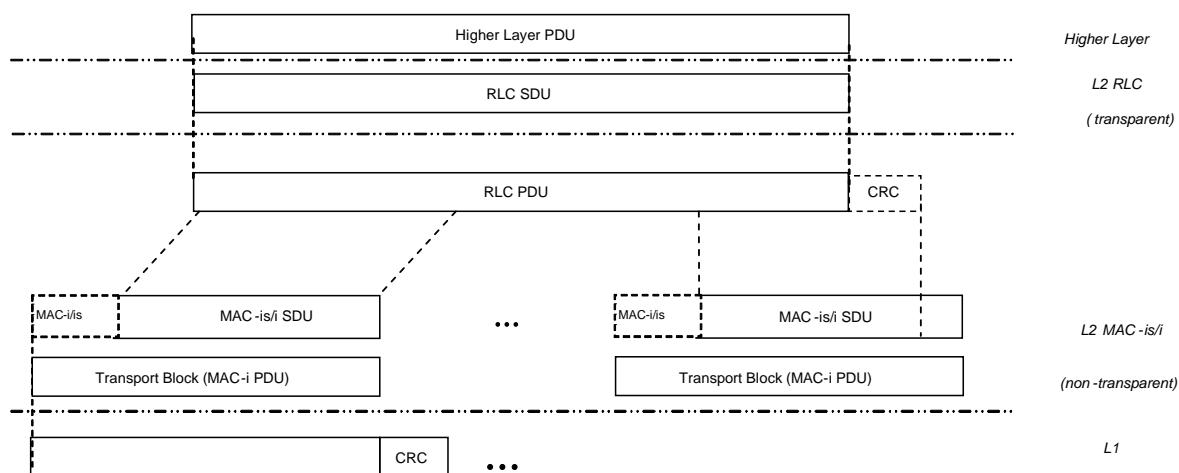 Higher Layer PDU
Higher Layer
RLC SDU
L2 RLC
( transparent)
RLC PDU
CRC
MAC-i/is
MAC-is/i SDU
...
MAC-i/is
MAC-is/i SDU
L2 MAC-is/i
Transport Block (MAC-i PDU)
Transport Block (MAC-i PDU)
(non-transparent)
CRC
...
L1